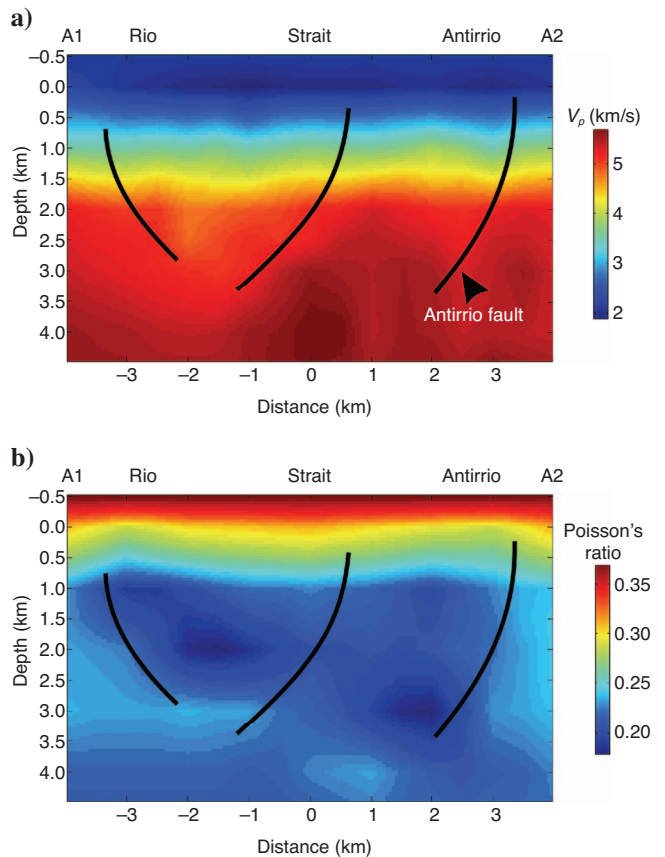 a)
A1 Rio Strait Antirrio A2
–0.5
0.0
0.5
1.0
1.5
2.0
2.5
3.0
3.5
4.0
Depth (km)
Antirrio fault
–3 –2 –1 0 1 2 3
Distance (km)
Vp (km/s)
5
4
3
2
b)
A1 Rio Strait Antirrio A2
–0.5
0.0
0.5
1.0
1.5
2.0
2.5
3.0
3.5
4.0
Depth (km)
–3 –2 –1 0 1 2 3
Distance (km)
Poisson's
ratio
0.35
0.30
0.25
0.20